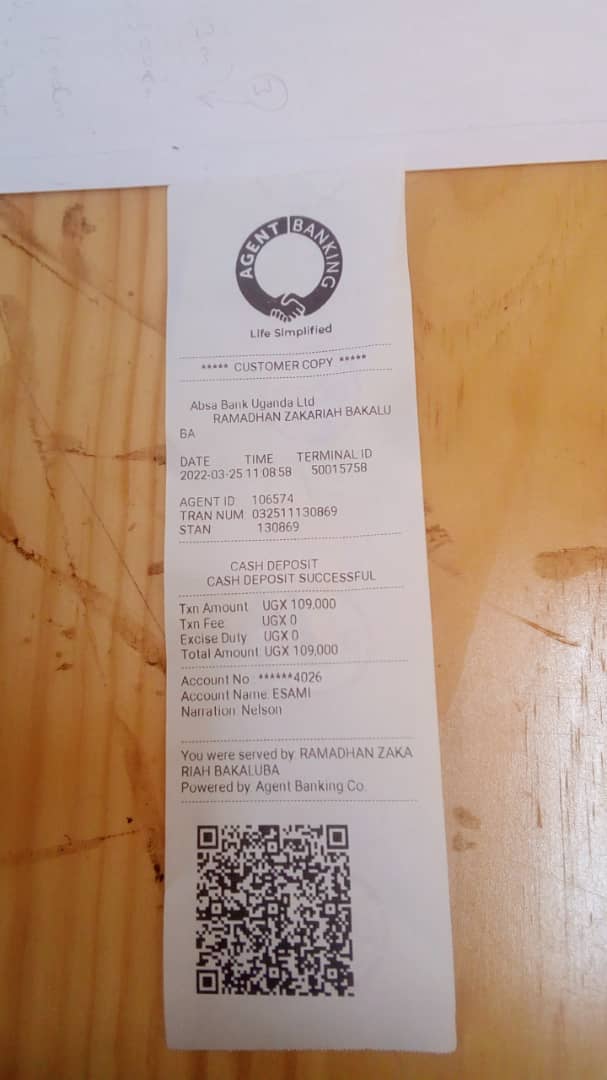 AGENT BANKING
Life Simplified
***** CUSTOMER COPY *****
Absa Bank Uganda Ltd
RAMADHAN ZAKARIAH BAKALU
BA
DATE TIME TERMINAL ID
2022-03-25 11:08:58 50015758
AGENT ID 106574
TRAN NUM 032511130869
STAN 130869
CASH DEPOSIT
CASH DEPOSIT SUCCESSFUL
Txn Amount UGX 109,000
Txn Fee UGX 0
Excise Duty UGX 0
Total Amount UGX 109,000
Account No : ******4026
Account Name: ESAMI
Narration: Nelson
You were served by: RAMADHAN ZAKA
RIAH BAKALUBA
Powered by: Agent Banking Co.